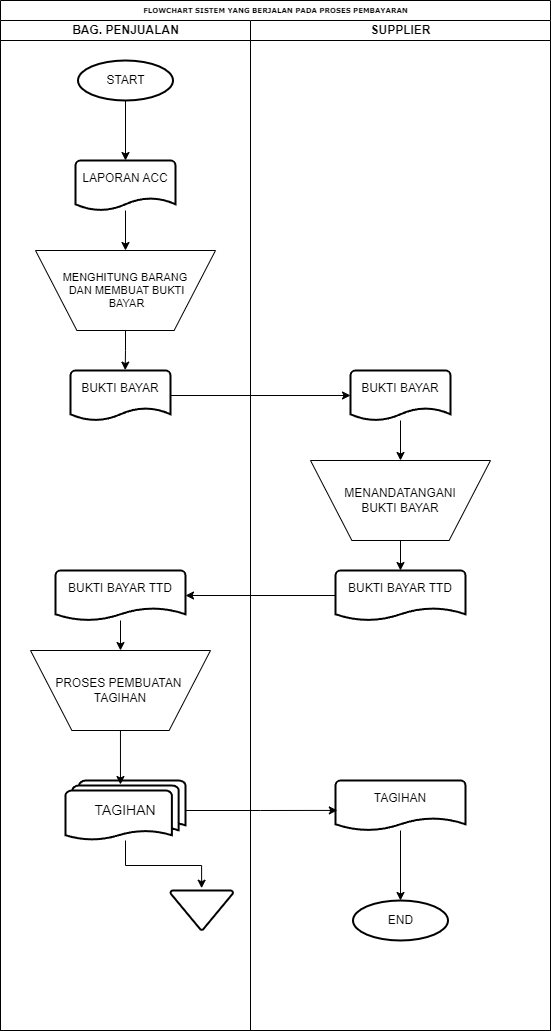 FLOWCHART SISTEM YANG BERJALAN PADA PROSES PEMBAYARAN
BAG. PENJUALAN
SUPPLIER
START
LAPORAN ACC
MENGHITUNG BARANG
DAN MEMBUAT BUKTI
BAYAR
BUKTI BAYAR
BUKTI BAYAR
MENANDATANGANI
BUKTI BAYAR
BUKTI BAYAR TTD
BUKTI BAYAR TTD
PROSES PEMBUATAN
TAGIHAN
TAGIHAN
TAGIHAN
END